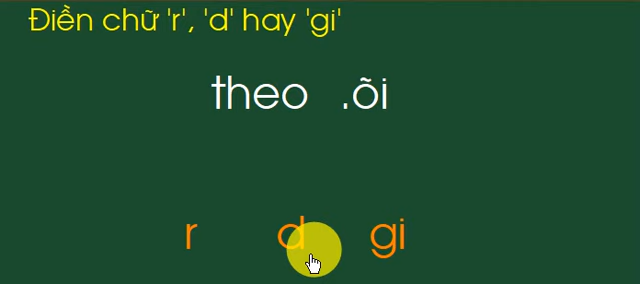 Điền chữ 'r', 'd' hay 'gi'
theo .õi
r d gi